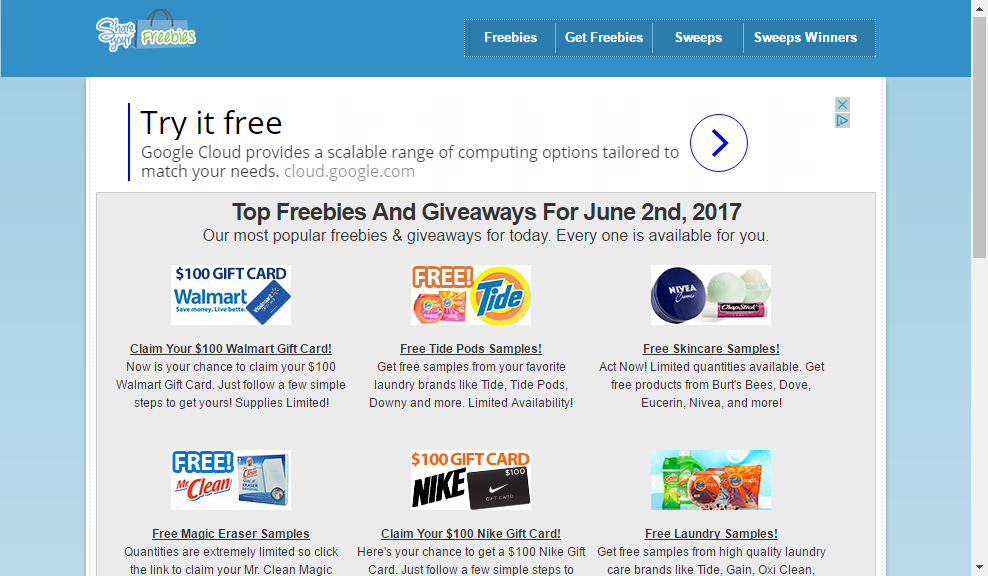 Share your Freebies
Freebies
Get Freebies
Sweeps
Sweeps Winners
Try it free
Google Cloud provides a scalable range of computing options tailored to
match your needs. cloud.google.com
Top Freebies And Giveaways For June 2nd, 2017
Our most popular freebies & giveaways for today. Every one is available for you.
$100 GIFT CARD
Walmart
Save money. Live better.
Walmart
FREE!
Tide
NIVEA
Creme
ChapStick
Claim Your $100 Walmart Gift Card!
Now is your chance to claim your $100
Walmart Gift Card. Just follow a few simple
steps to get yours! Supplies Limited!
Free Tide Pods Samples!
Get free samples from your favorite
laundry brands like Tide, Tide Pods,
Downy and more. Limited Availability!
Free Skincare Samples!
Act Now! Limited quantities available. Get
free products from Burt's Bees, Dove,
Eucerin, Nivea, and more!
FREE!
Mr. Clean
MAGIC
ERASER
$100 GIFT CARD
NIKE
$100
GIFT CARD
Tide
Free Magic Eraser Samples
Quantities are extremely limited so click
the link to claim your Mr. Clean Magic
Claim Your $100 Nike Gift Card!
Here's your chance to get a $100 Nike Gift
Card. Just follow a few simple steps to
Free Laundry Samples!
Get free samples from high quality laundry
care brands like Tide, Gain, Oxi Clean,